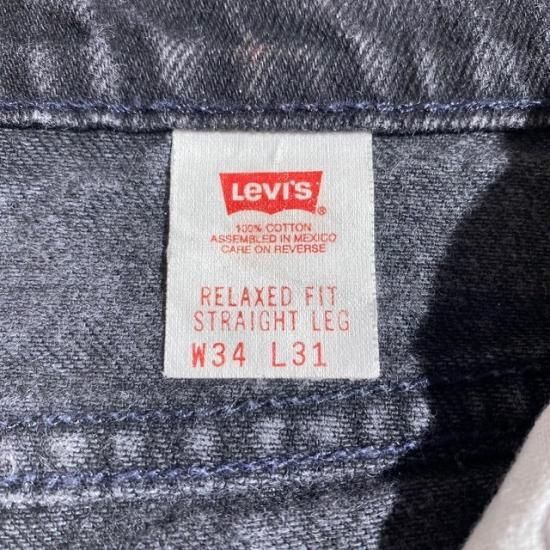 LEVI'S ®
100% COTTON
ASSEMBLED IN MEXICO
CARE ON REVERSE
RELAXED FIT
STRAIGHT LEG
W34 L31